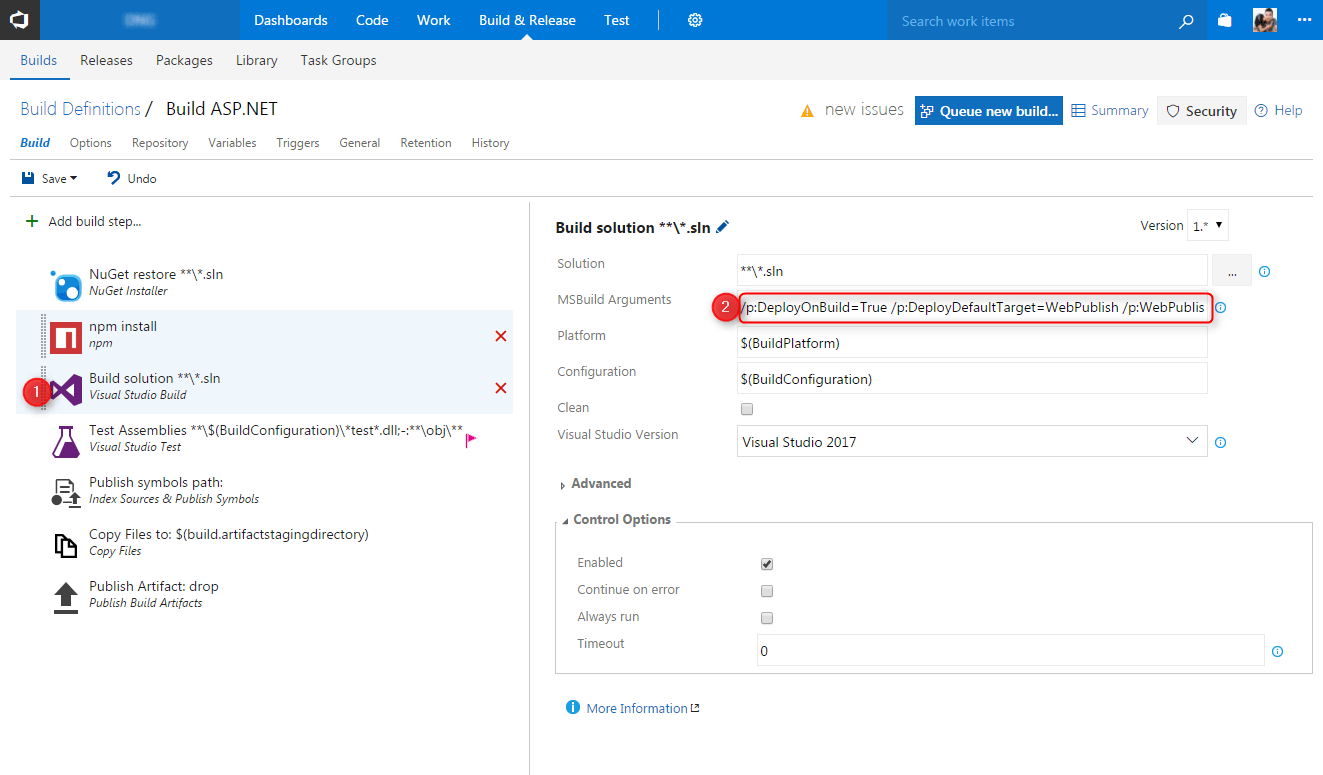 Dashboards Code Work Build & Release Test Search work items
Builds Releases Packages Library Task Groups
Build Definitions / Build ASP.NET
new issues Queue new build... Summary Security Help
Build Options Repository Variables Triggers General Retention History
Save Undo
Add build step...
NuGet restore **\*.sln
NuGet Installer
npm install
npm
1
Build solution **\*.sln
Visual Studio Build
Test Assemblies **\$(BuildConfiguration)\*test*.dll;-:**\obj\**
Visual Studio Test
Publish symbols path:
Index Sources & Publish Symbols
Copy Files to: $(build.artifactstagingdirectory)
Copy Files
Publish Artifact: drop
Publish Build Artifacts
Build solution **\*.sln Version 1.*
Solution **\*.sln ...
MSBuild Arguments 2 /p:DeployOnBuild=True /p:DeployDefaultTarget=WebPublish /p:WebPublis
Platform $(BuildPlatform)
Configuration $(BuildConfiguration)
Clean
Visual Studio Version Visual Studio 2017
Advanced
Control Options
Enabled
Continue on error
Always run
Timeout 0
More Information